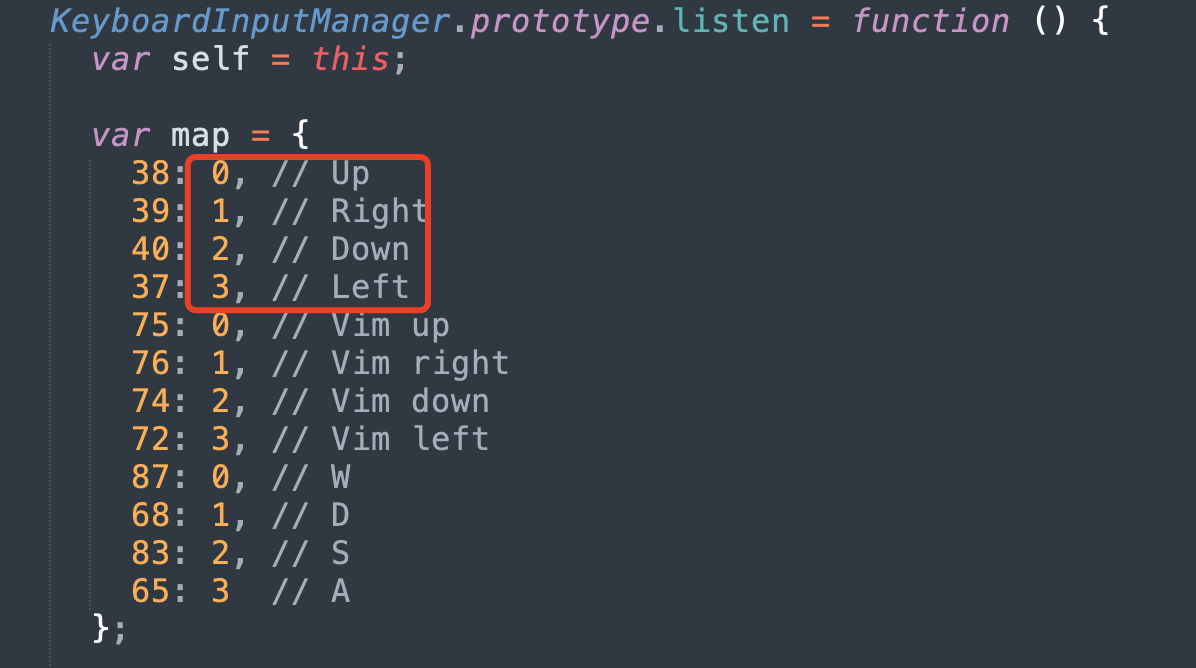 KeyboardInputManager.prototype.listen = function () {
var self = this;
var map = {
38: 0, // Up
39: 1, // Right
40: 2, // Down
37: 3, // Left
75: 0, // Vim up
76: 1, // Vim right
74: 2, // Vim down
72: 3, // Vim left
87: 0, // W
68: 1, // D
83: 2, // S
65: 3 // A
};